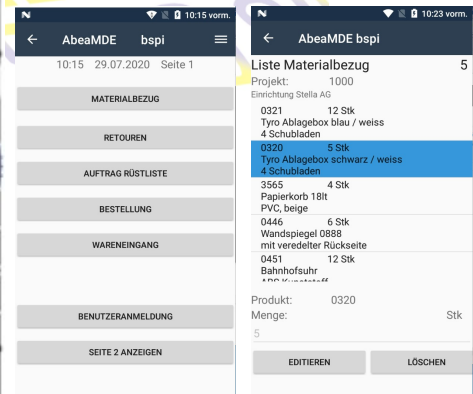 10:15 vorm.
AbeaMDE bspi
10:15 29.07.2020 Seite 1
MATERIALBEZUG
RETOUREN
AUFTRAG RÜSTLISTE
BESTELLUNG
WARENEINGANG
BENUTZERANMELDUNG
SEITE 2 ANZEIGEN
10:23 vorm.
AbeaMDE bspi
Liste Materialbezug 5
Projekt: 1000
Einrichtung Stella AG
0321 12 Stk
Tyro Ablagebox blau / weiss
4 Schubladen
0320 5 Stk
Tyro Ablagebox schwarz / weiss
4 Schubladen
3565 4 Stk
Papierkorb 18lt
PVC, beige
0446 6 Stk
Wandspiegel 0888
mit veredelter Rückseite
0451 12 Stk
Bahnhofsuhr
ABS Kunststoff
Produkt: 0320
Menge: Stk
5
EDITIEREN LÖSCHEN